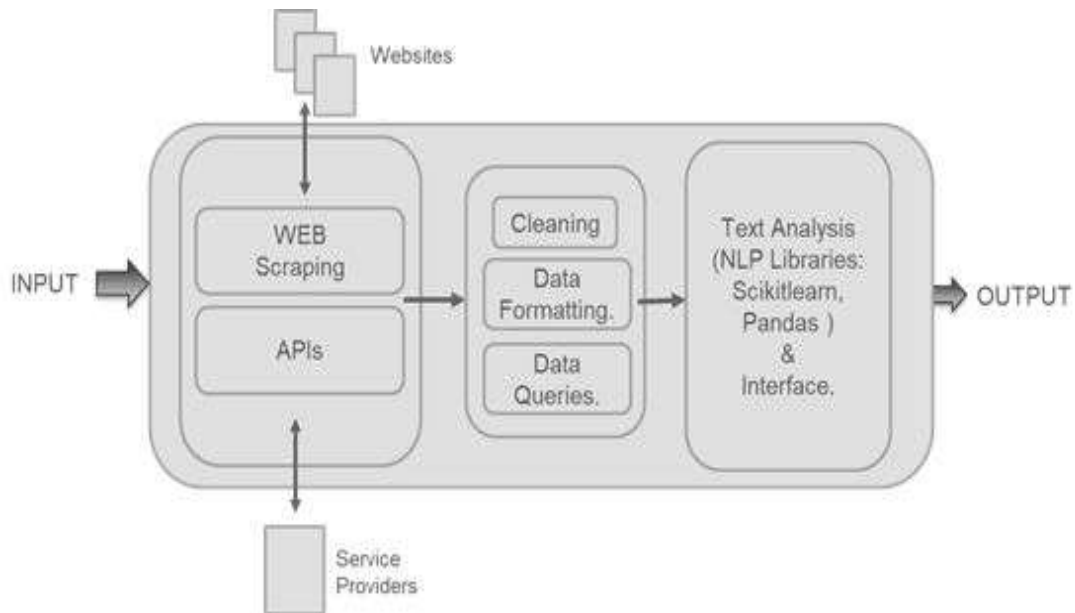 Websites
INPUT
WEB
Scraping
APIs
Cleaning
Data
Formatting.
Data
Queries.
Text Analysis
(NLP Libraries:
Scikitlearn,
Pandas )
&
Interface.
OUTPUT
Service
Providers